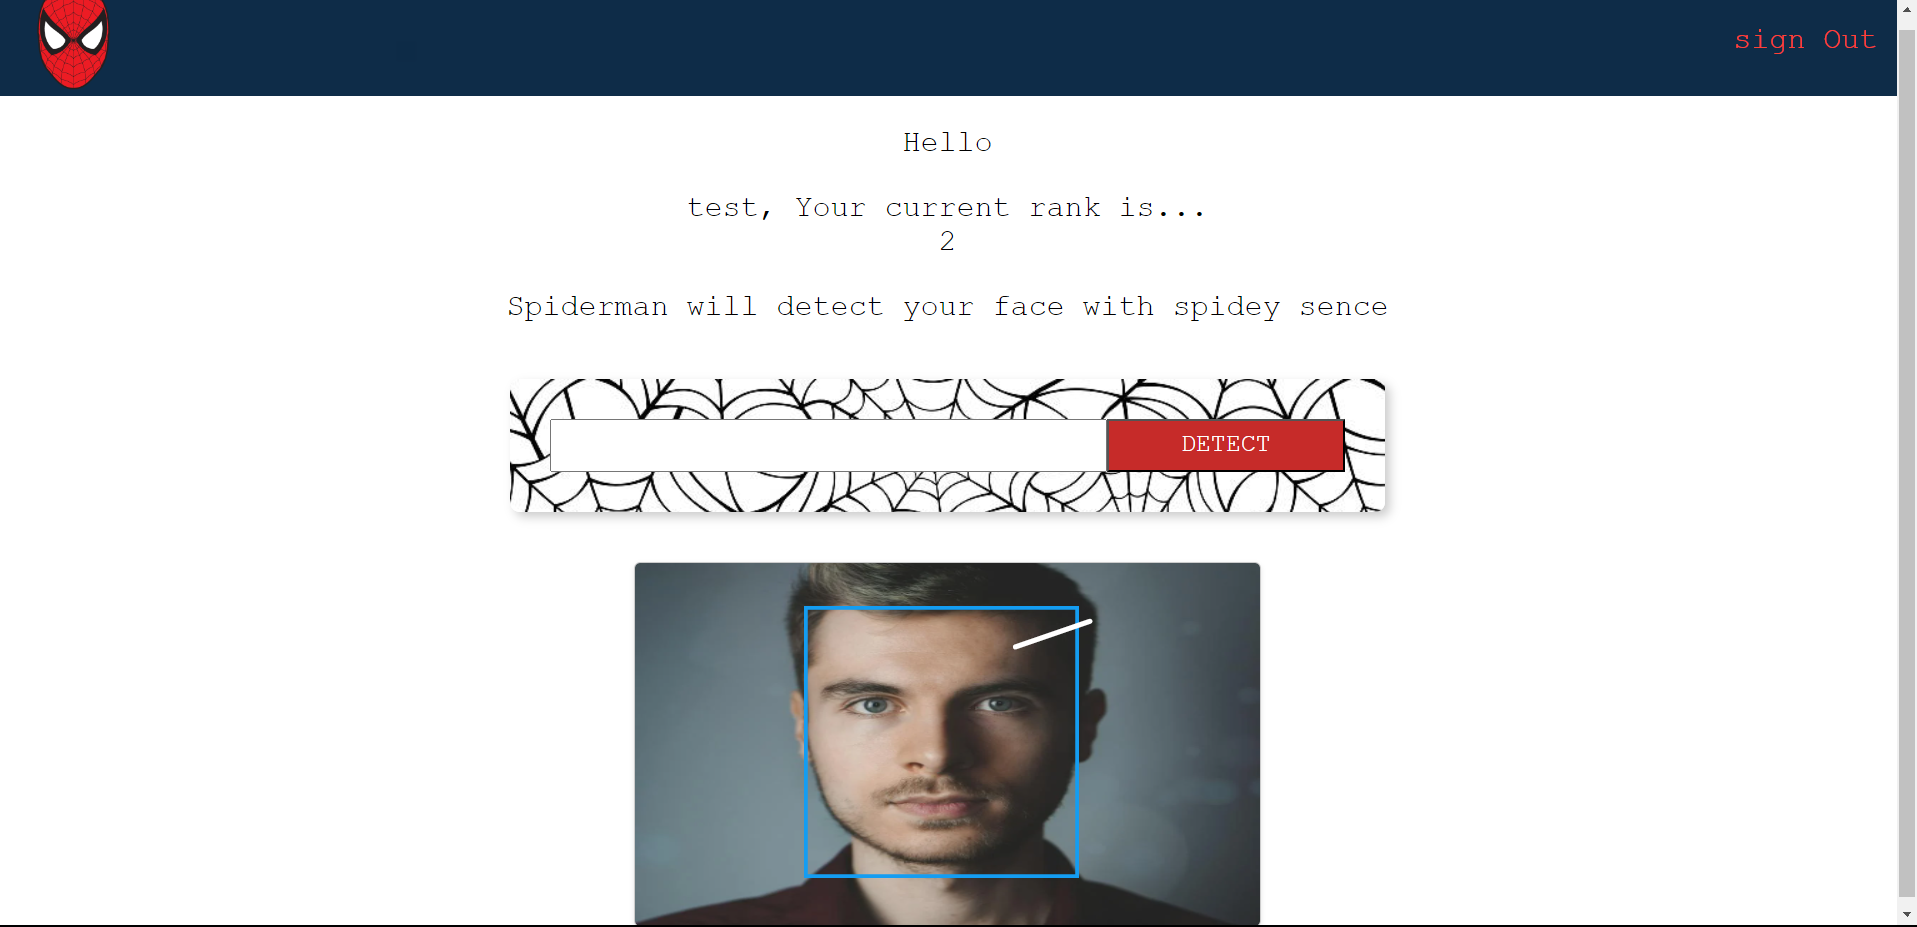 sign Out
Hello
test, Your current rank is...
2
Spiderman will detect your face with spidey sence
DETECT